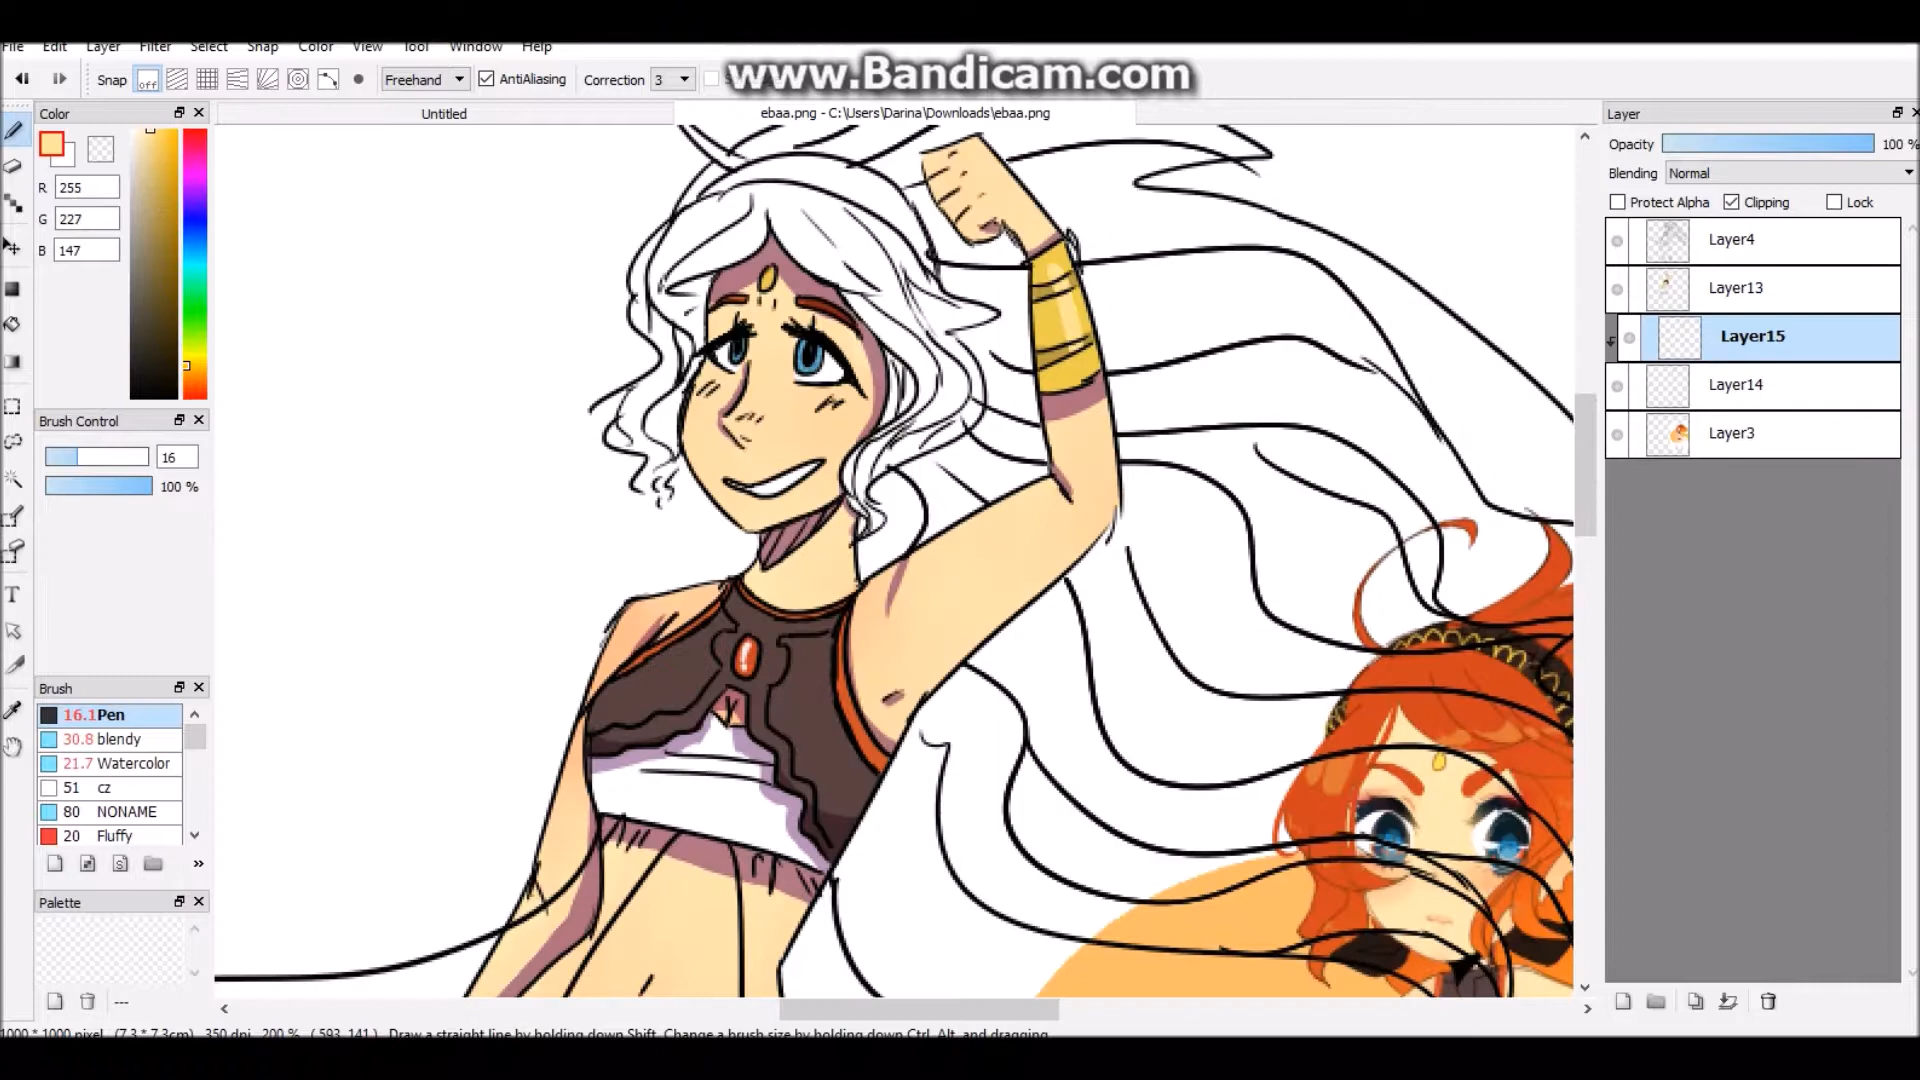 File Edit Layer Filter Select Snap Color View Tool Window Help
www.Bandicam.com
Snap off Freehand AntiAliasing Correction 3
Color
Untitled
ebaa.png - C:\Users\Darina\Downloads\ebaa.png
Layer
Opacity 100 %
Blending Normal
Protect Alpha Clipping Lock
R 255
G 227
B 147
Layer4
Layer13
Layer15
Layer14
Layer3
Brush Control
16
100 %
Brush
16.1 Pen
30.8 blendy
21.7 Watercolor
51 cz
80 NONAME
20 Fluffy
Palette
---
1000 * 1000 pixel (7.3 * 7.3cm) 350 dpi 200 % (593, 141) Draw a straight line by holding down Shift, Change a brush size by holding down Ctrl, Alt, and dragging